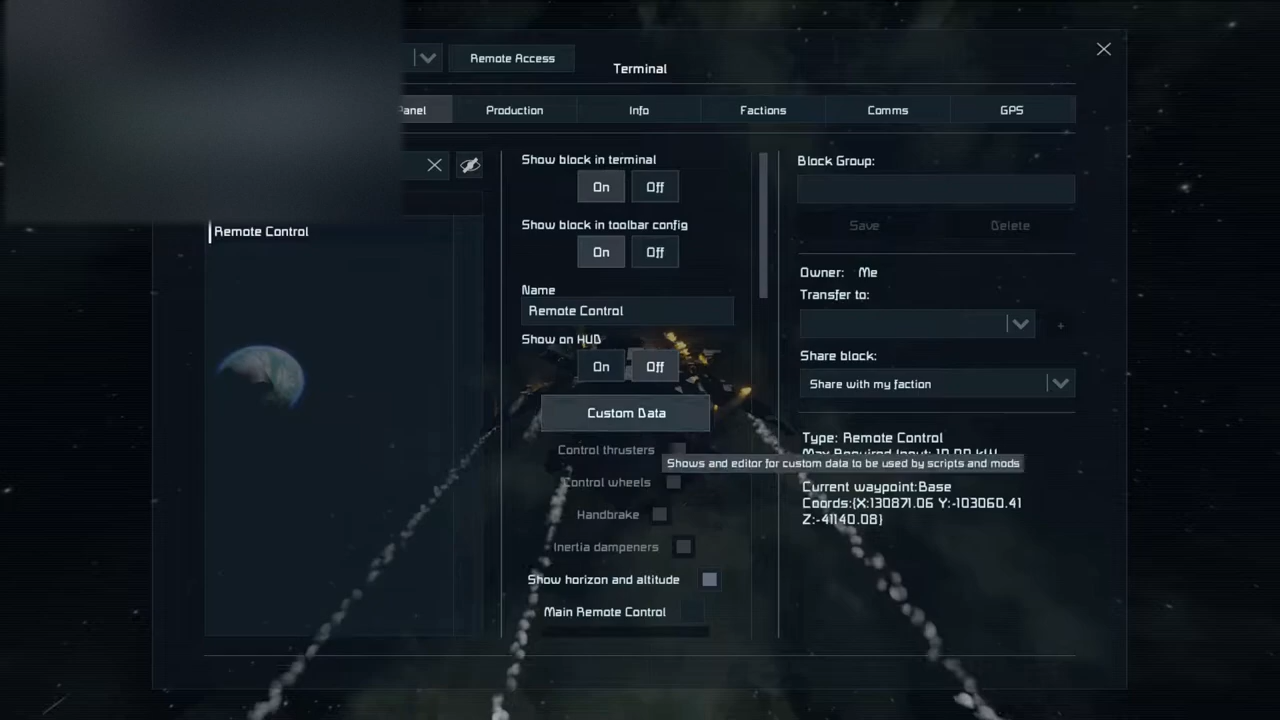 Remote Access
Terminal
Panel
Production
Info
Factions
Comms
GPS
Remote Control
Show block in terminal
On
Off
Show block in toolbar config
On
Off
Name
Remote Control
Show on HUD
On
Off
Custom Data
Control thrusters
Shows and editor for custom data to be used by scripts and mods
Control wheels
Handbrake
Inertia dampeners
Show horizon and altitude
Main Remote Control
Block Group:
Save
Delete
Owner: Me
Transfer to:
Share block:
Share with my faction
Type: Remote Control
Max Required Input:
Current waypoint:Base
Coords:{X:130871.06 Y:-103060.41
Z:-41140.08}